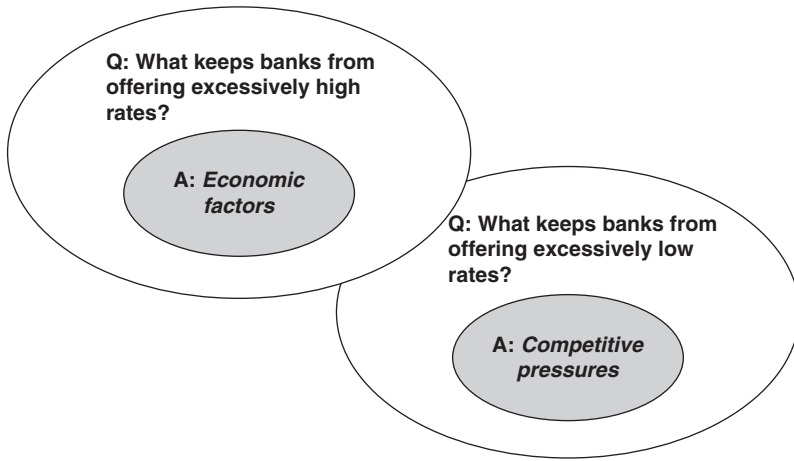 Q: What keeps banks from
offering excessively high
rates?
A: Economic
factors
Q: What keeps banks from
offering excessively low
rates?
A: Competitive
pressures